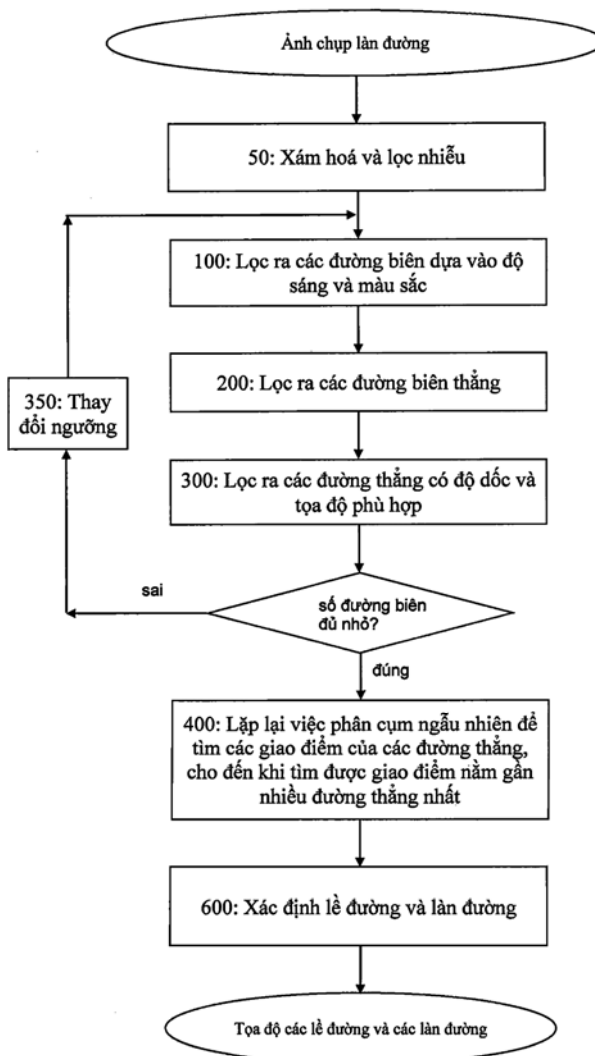 Ảnh chụp làn đường
50: Xám hoá và lọc nhiễu
100: Lọc ra các đường biên dựa vào độ
sáng và màu sắc
200: Lọc ra các đường biên thẳng
350: Thay
đổi ngưỡng
300: Lọc ra các đường thẳng có độ dốc và
tọa độ phù hợp
sai
số đường biên
đủ nhỏ?
đúng
400: Lặp lại việc phân cụm ngẫu nhiên để
tìm các giao điểm của các đường thẳng,
cho đến khi tìm được giao điểm nằm gần
nhiều đường thẳng nhất
600: Xác định lề đường và làn đường
Tọa độ các lề đường và các làn đường